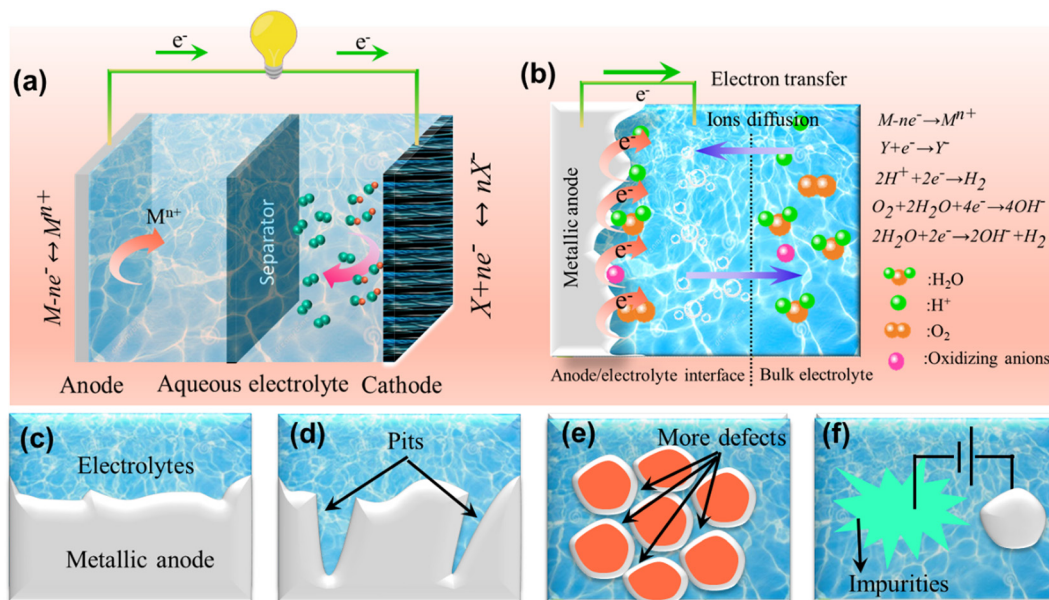 e⁻ e⁻
(a)
M-ne⁻↔Mⁿ⁺
Mⁿ⁺
Separator
X+ne⁻ ↔ nX⁻
Anode Aqueous electrolyte Cathode
(b)
e⁻
Electron transfer
Ions diffusion
Metallic anode
e⁻
e⁻
e⁻
e⁻
Anode/electrolyte interface Bulk electrolyte
M-ne⁻→Mⁿ⁺
Y+e⁻→Y⁻
2H⁺+2e⁻→H₂
O₂+2H₂O+4e⁻→4OH⁻
2H₂O+2e⁻→2OH⁻+H₂
:H₂O
:H⁺
:O₂
:Oxidizing anions
(c)
Electrolytes
Metallic anode
(d)
Pits
(e)
More defects
(f)
Impurities